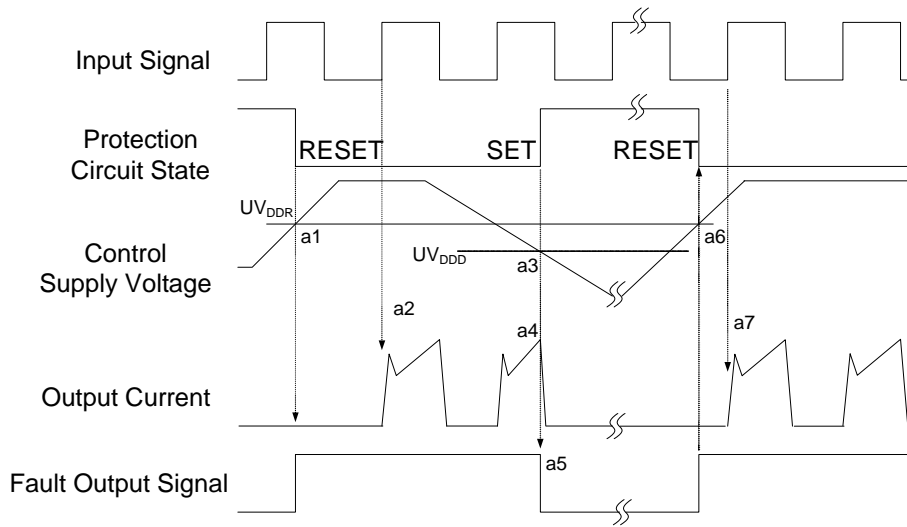 Input Signal
Protection
Circuit State
RESET
SET
RESET
UVDDR
a1
a6
Control
Supply Voltage
UVDDD
a3
a2
a4
a7
Output Current
a5
Fault Output Signal